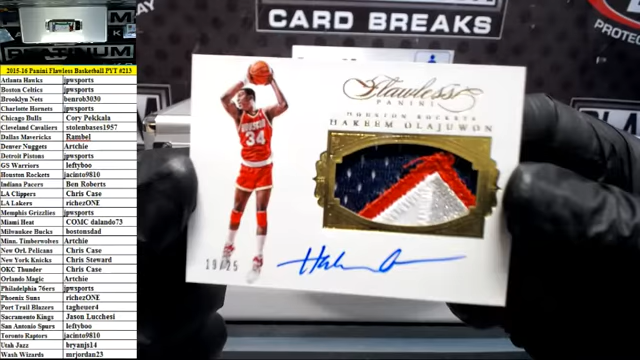 CARD BREAKS
2015-16 Panini Flawless Basketball PYT #213
Atlanta Hawks jpwsports
Boston Celtics jpwsports
Brooklyn Nets benrob3030
Charlotte Hornets jpwsports
Chicago Bulls Cory Pekkala
Cleveland Cavaliers stolenbases1957
Dallas Mavericks Rambel
Denver Nuggets Artchie
Detroit Pistons jpwsports
GS Warriors leftyboo
Houston Rockets jacinto9810
Indiana Pacers Ben Roberts
LA Clippers Chris Case
LA Lakers richezONE
Memphis Grizzlies jpwsports
Miami Heat COMC dalando73
Milwaukee Bucks bostonsdad
Minn. Timberwolves Artchie
New Orl. Pelicans Chris Case
New York Knicks Chris Steward
OKC Thunder Chris Case
Orlando Magic Artchie
Philadelphia 76ers jpwsports
Phoenix Suns richezONE
Port Trail Blazers tagheuer4
Sacramento Kings Jason Lucchesi
San Antonio Spurs leftyboo
Toronto Raptors jacinto9810
Utah Jazz bryanjs14
Wash Wizards mrjordan23
Flawless
PANINI
HOUSTON ROCKETS
HAKEEM OLAJUWON
34
19/25
PLATINUM